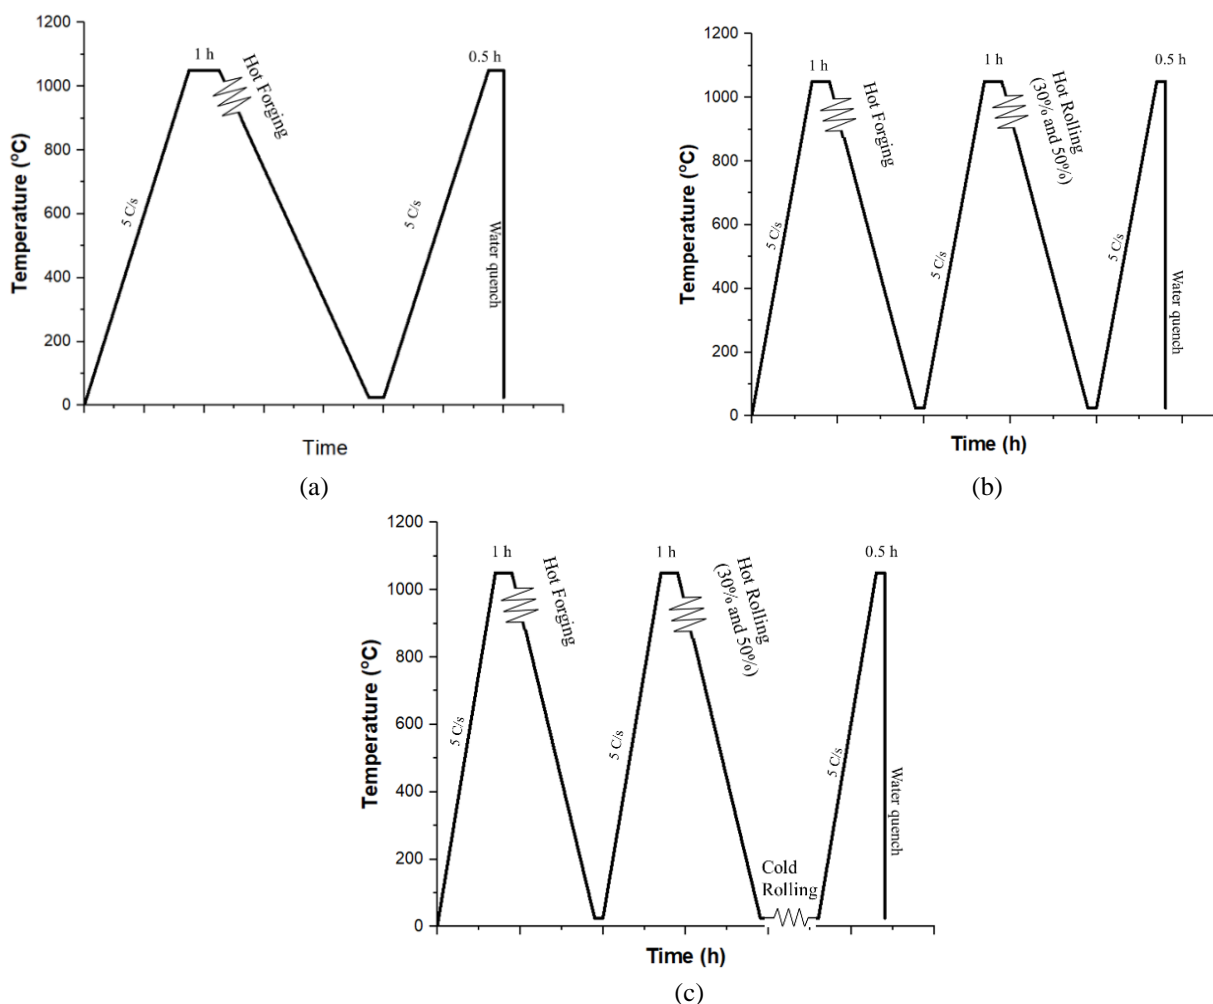 1200
1000
800
600
400
200
0
Temperature (°C)
1 h
0.5 h
Hot Forging
5 C/s
5 C/s
Water quench
Time
(a)
1200
1000
800
600
400
200
0
Temperature (°C)
1 h
1 h
0.5 h
Hot Forging
Hot Rolling
(30% and 50%)
5 C/s
5 C/s
5 C/s
Water quench
Time (h)
(b)
1200
1000
800
600
400
200
0
Temperature (°C)
1 h
1 h
0.5 h
Hot Forging
Hot Rolling
(30% and 50%)
5 C/s
5 C/s
5 C/s
Water quench
Cold
Rolling
Time (h)
(c)